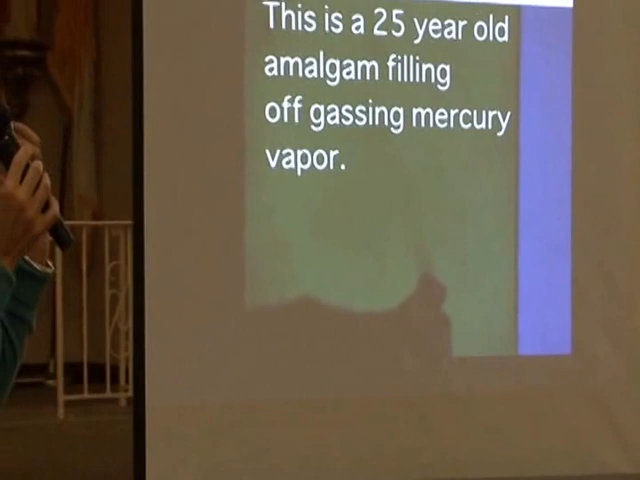 This is a 25 year old
amalgam filling
off gassing mercury
vapor.